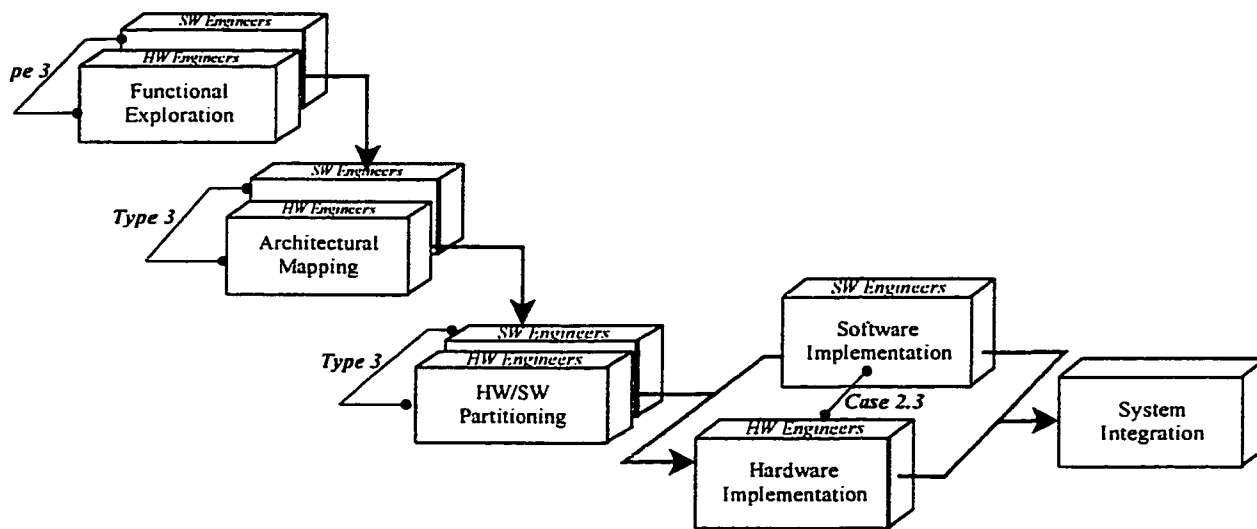 SW Engineers
HW Engineers
pe 3
Functional
Exploration
SW Engineers
HW Engineers
Type 3
Architectural
Mapping
SW Engineers
HW Engineers
Type 3
HW/SW
Partitioning
SW Engineers
Software
Implementation
Case 2.3
HW Engineers
Hardware
Implementation
System
Integration